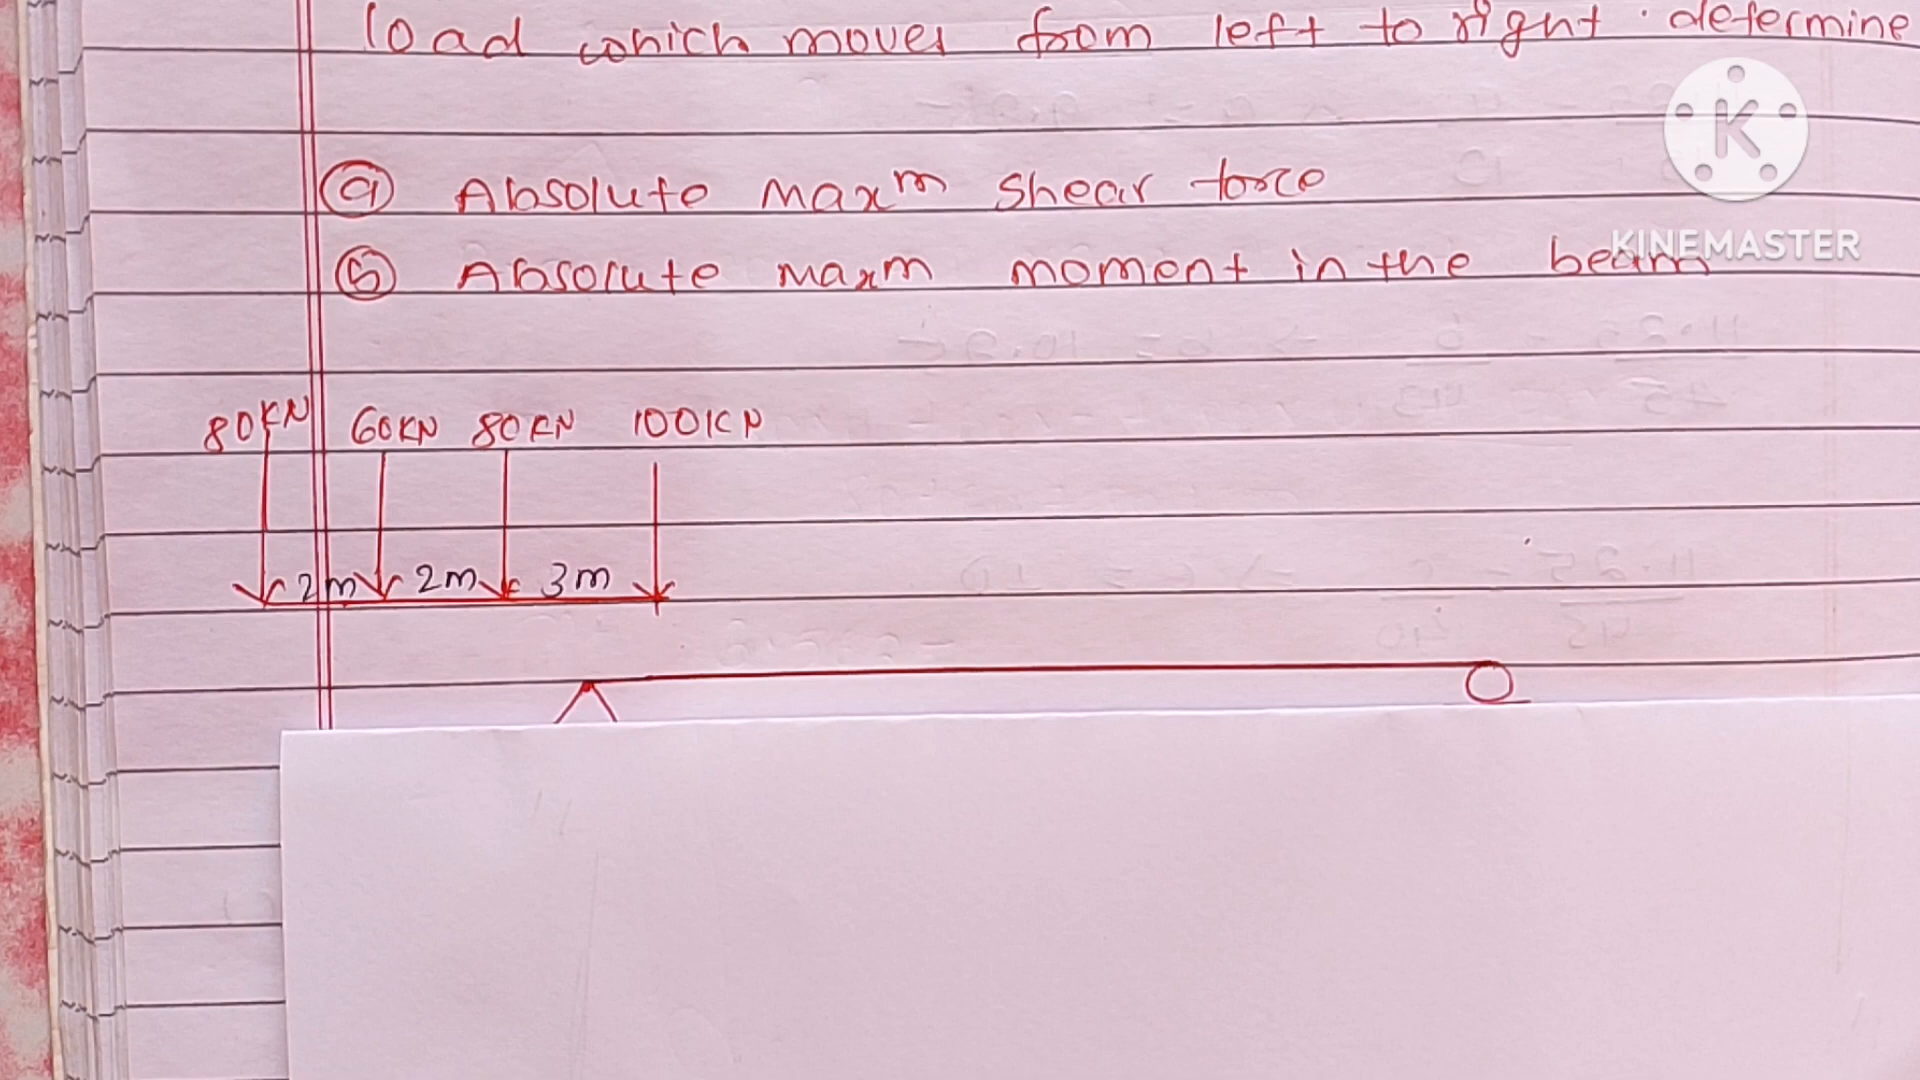 load which moves from left to right. determine
KINEMASTER
(a) Absolute maxm shear force
(b) Absolute maxm moment in the beam
80KN 60KN 80KN 100KN
2m 2m 3m